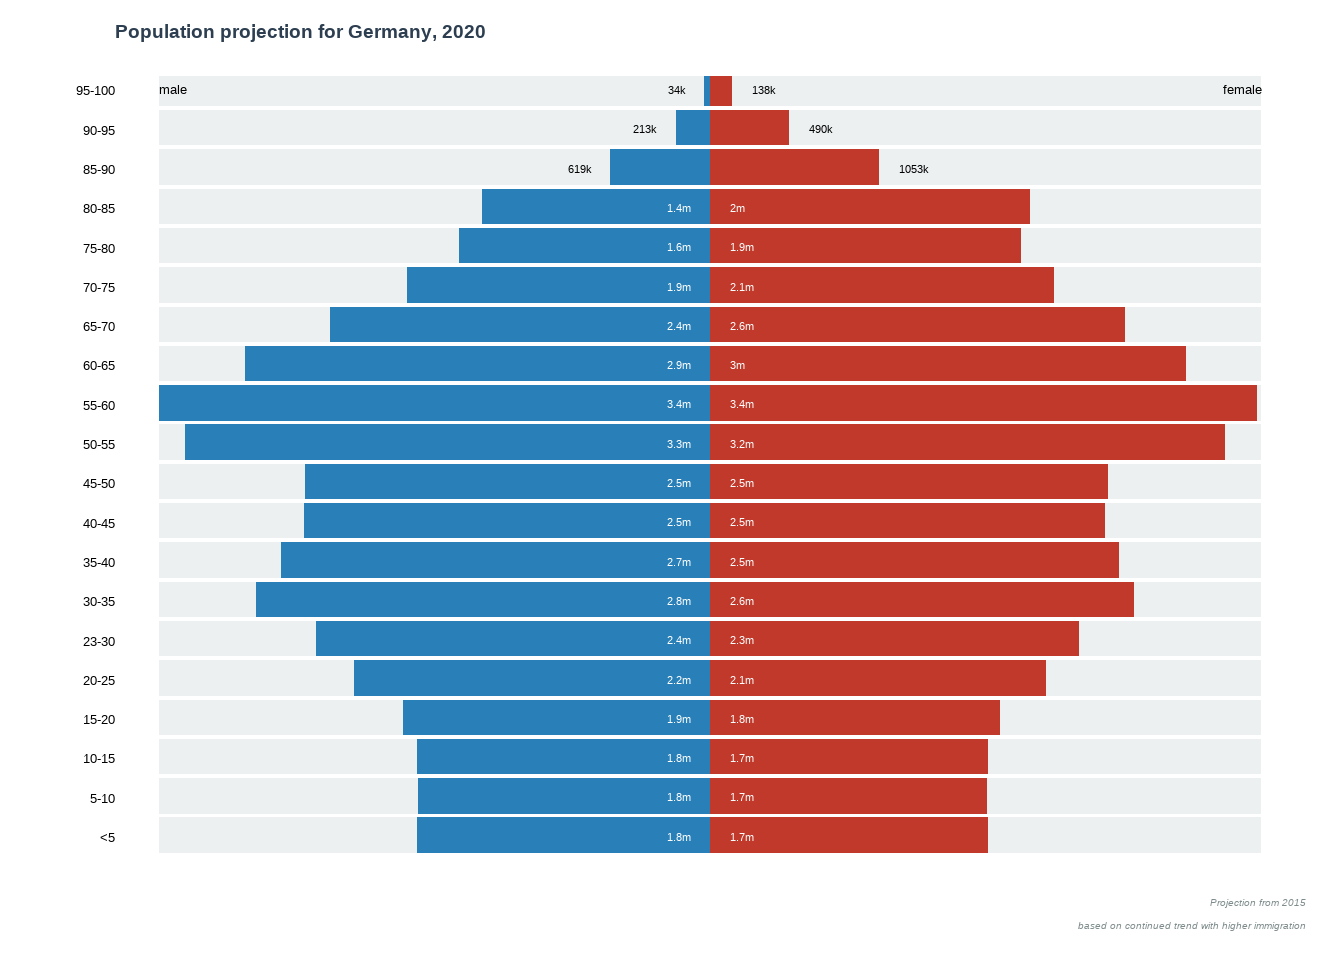 Population projection for Germany, 2020
95-100 male 34k 138k female
90-95 213k 490k
85-90 619k 1053k
80-85 1.4m 2m
75-80 1.6m 1.9m
70-75 1.9m 2.1m
65-70 2.4m 2.6m
60-65 2.9m 3m
55-60 3.4m 3.4m
50-55 3.3m 3.2m
45-50 2.5m 2.5m
40-45 2.5m 2.5m
35-40 2.7m 2.5m
30-35 2.8m 2.6m
23-30 2.4m 2.3m
20-25 2.2m 2.1m
15-20 1.9m 1.8m
10-15 1.8m 1.7m
5-10 1.8m 1.7m
<5 1.8m 1.7m
Projection from 2015
based on continued trend with higher immigration